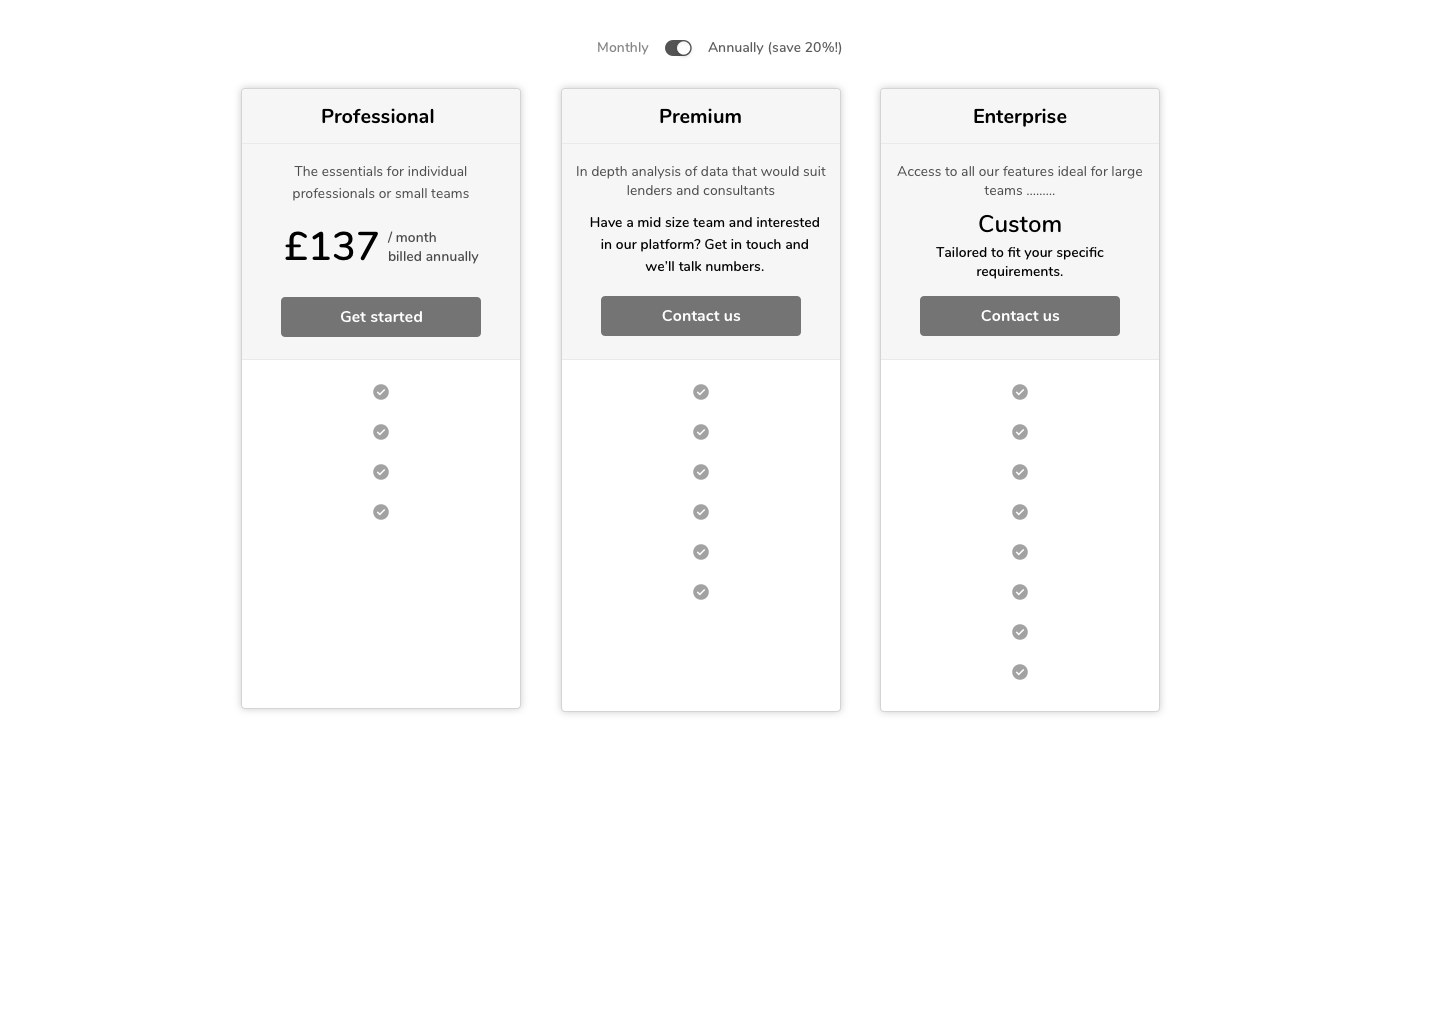 Monthly
Annually (save 20%!)
Professional
The essentials for individual
professionals or small teams
£137
/ month
billed annually
Get started
Premium
In depth analysis of data that would suit
lenders and consultants
Have a mid size team and interested
in our platform? Get in touch and
we’ll talk numbers.
Contact us
Enterprise
Access to all our features ideal for large
teams .........
Custom
Tailored to fit your specific
requirements.
Contact us